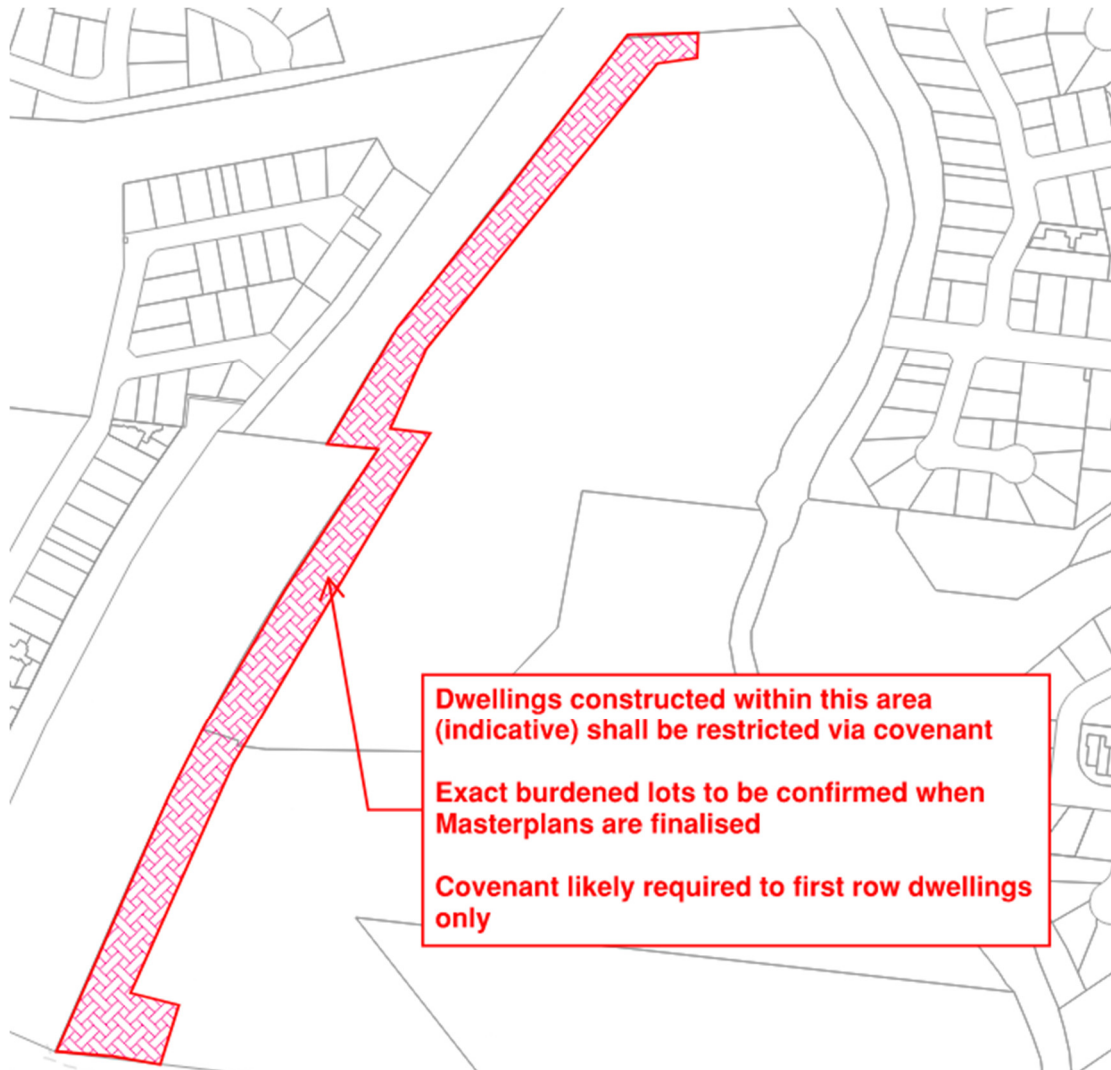 Dwellings constructed within this area
(indicative) shall be restricted via covenant
Exact burdened lots to be confirmed when
Masterplans are finalised
Covenant likely required to first row dwellings
only